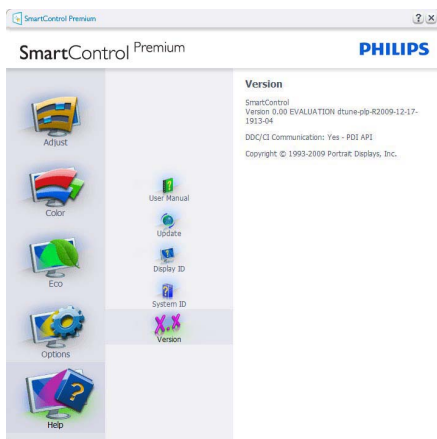 SmartControl Premium
SmartControl Premium
PHILIPS
Adjust
Color
Eco
Options
Help
User Manual
Update
Display ID
System ID
X.X
Version
Version
SmartControl
Version 0.00 EVALUATION dtune-plp-R2009-12-17-
1913-04
DDC/CI Communication: Yes - PDI API
Copyright © 1993-2009 Portrait Displays, Inc.